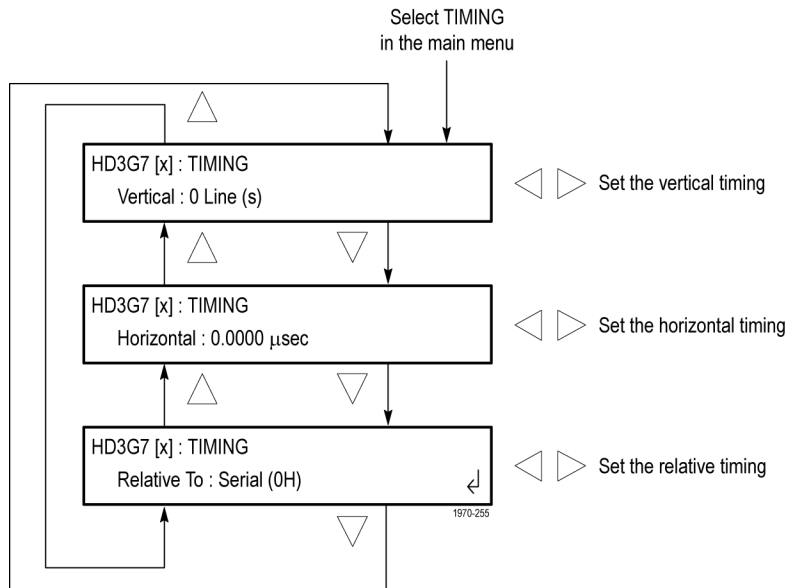 Select TIMING
in the main menu
HD3G7 [x] : TIMING
Vertical : 0 Line (s)
Set the vertical timing
HD3G7 [x] : TIMING
Horizontal : 0.0000 μsec
Set the horizontal timing
HD3G7 [x] : TIMING
Relative To : Serial (0H)
Set the relative timing
1970-255